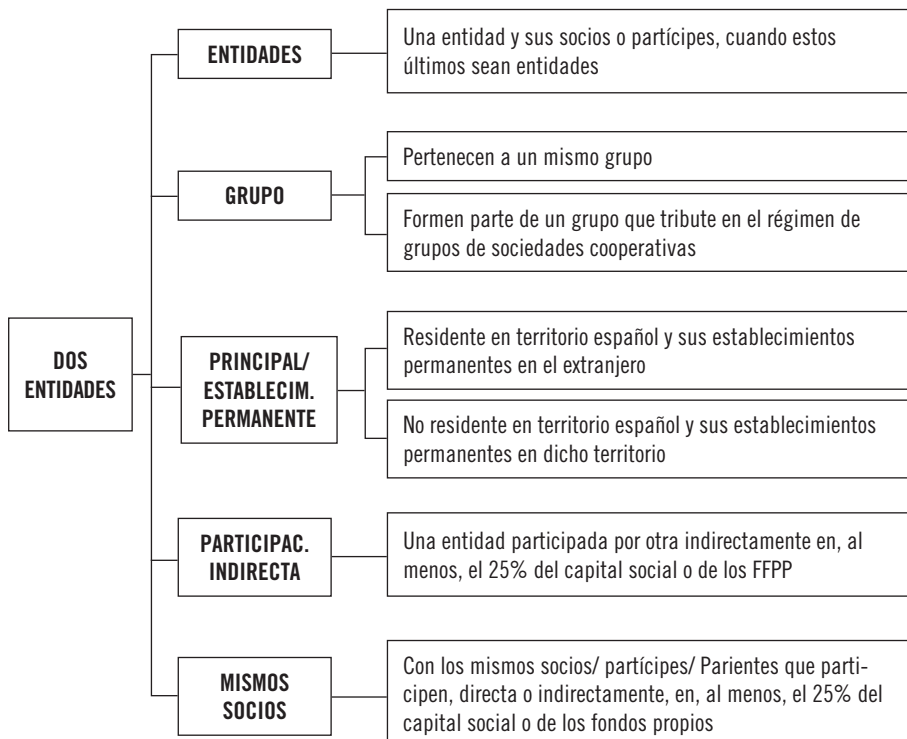 ENTIDADES
Una entidad y sus socios o partícipes, cuando estos
últimos sean entidades
GRUPO
Pertenecen a un mismo grupo
Formen parte de un grupo que tribute en el régimen de
grupos de sociedades cooperativas
DOS
ENTIDADES
PRINCIPAL/
ESTABLECIM.
PERMANENTE
Residente en territorio español y sus establecimientos
permanentes en el extranjero
No residente en territorio español y sus establecimientos
permanentes en dicho territorio
PARTICIPAC.
INDIRECTA
Una entidad participada por otra indirectamente en, al
menos, el 25% del capital social o de los FFPP
MISMOS
SOCIOS
Con los mismos socios/ partícipes/ Parientes que parti-
cipen, directa o indirectamente, en, al menos, el 25% del
capital social o de los fondos propios